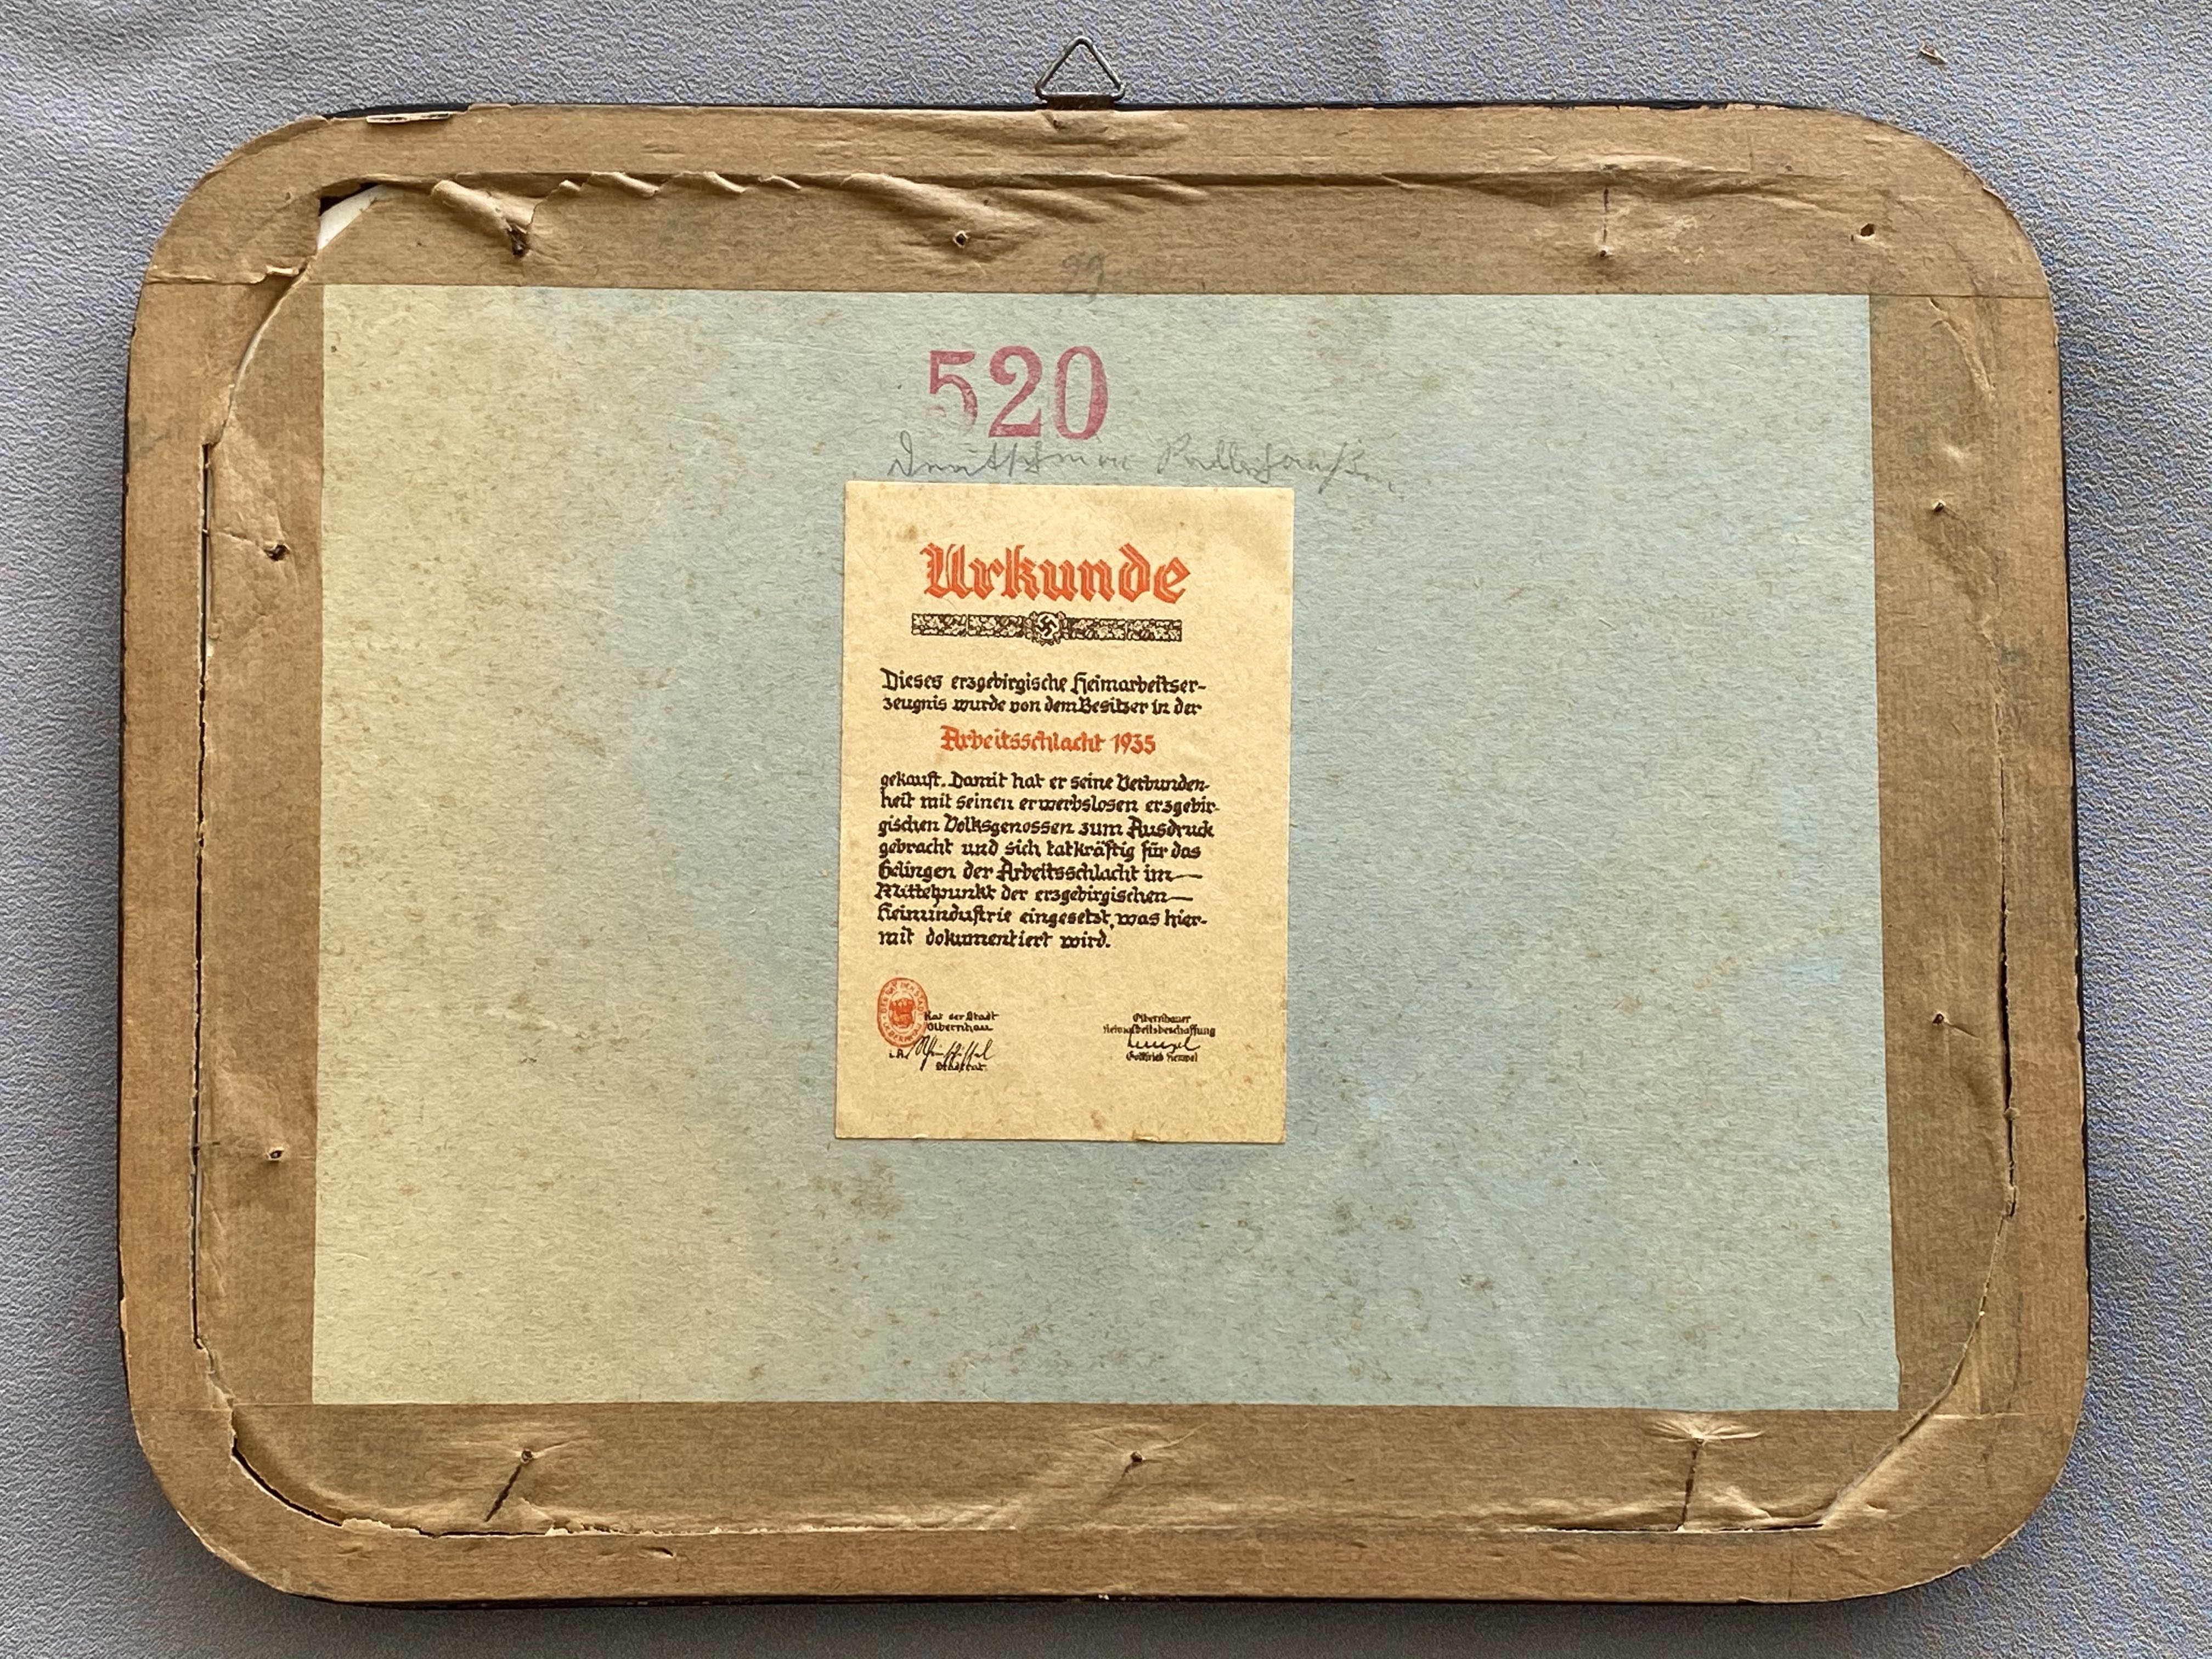 520
Urkunde
Dieses erzgebirgische Heimarbeitser-
zeugnis wurde von dem Besitzer in der
Arbeitsschlacht 1935
gekauft. Damit hat er seine Verbunden-
heit mit seinen erwerbslosen erzgebir-
gischen Volksgenossen zum Ausdruck
gebracht und sich tatkräftig für das
Gelingen der Arbeitsschlacht im
Mittelpunkt der erzgebirgischen
Heimindustrie eingesetzt, was hier-
mit dokumentiert wird.
Rat der Stadt
Olbernhau
i.A.
Stadtrat.
Olbernhauer
Heimarbeitsbeschaffung
Hempel
Gottfried Hempel